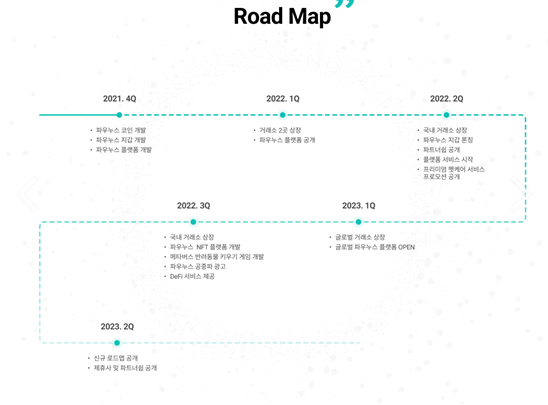 Road Map
2021. 4Q
• 파우누스 코인 개발
• 파우누스 지갑 개발
• 파우누스 플랫폼 개발
2022. 1Q
• 거래소 2곳 상장
• 파우누스 플랫폼 공개
2022. 2Q
• 국내 거래소 상장
• 파우누스 지갑 론칭
• 파트너쉽 공개
• 플랫폼 서비스 시작
• 프리미엄 펫케어 서비스
프로모션 공개
2022. 3Q
• 국내 거래소 상장
• 파우누스 NFT 플랫폼 개발
• 메타버스 반려동물 키우기 게임 개발
• 파우누스 공중파 광고
• DeFi 서비스 제공
2023. 1Q
• 글로벌 거래소 상장
• 글로벌 파우누스 플랫폼 OPEN
2023. 2Q
• 신규 로드맵 공개
• 제휴사 및 파트너쉽 공개